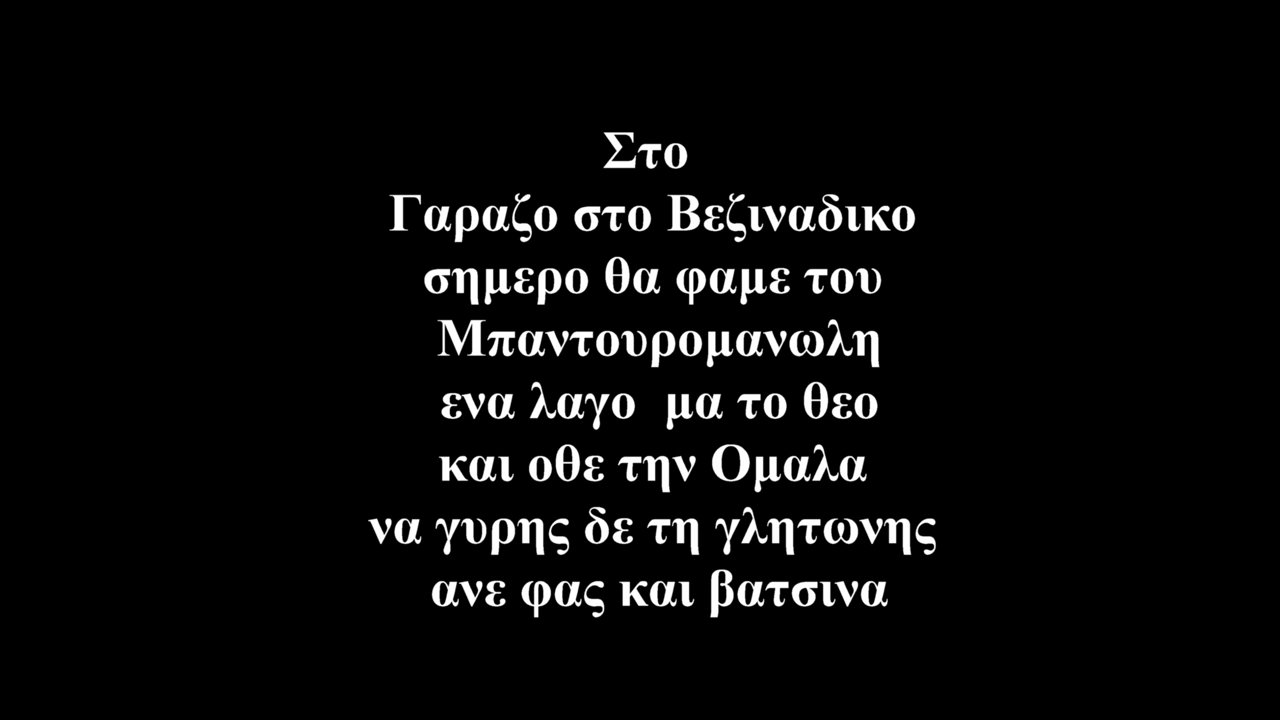 Στο
Γαραζο στο Βεζιναδικο
σημερο θα φαμε του
Μπαντουρομανωλη
ενα λαγο μα το θεο
και οθε την Ομαλα
να γυρης δε τη γλητωνης
ανε φας και βατσινα